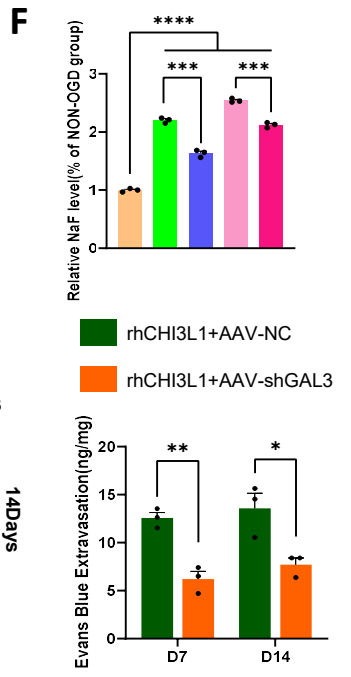 F
****
***
***
Relative NaF level(% of NON-OGD group)
3
2
1
0
rhCHI3L1+AAV-NC
rhCHI3L1+AAV-shGAL3
14Days
Evans Blue Extravasation(ng/mg)
20
15
10
5
0
**
*
D7
D14